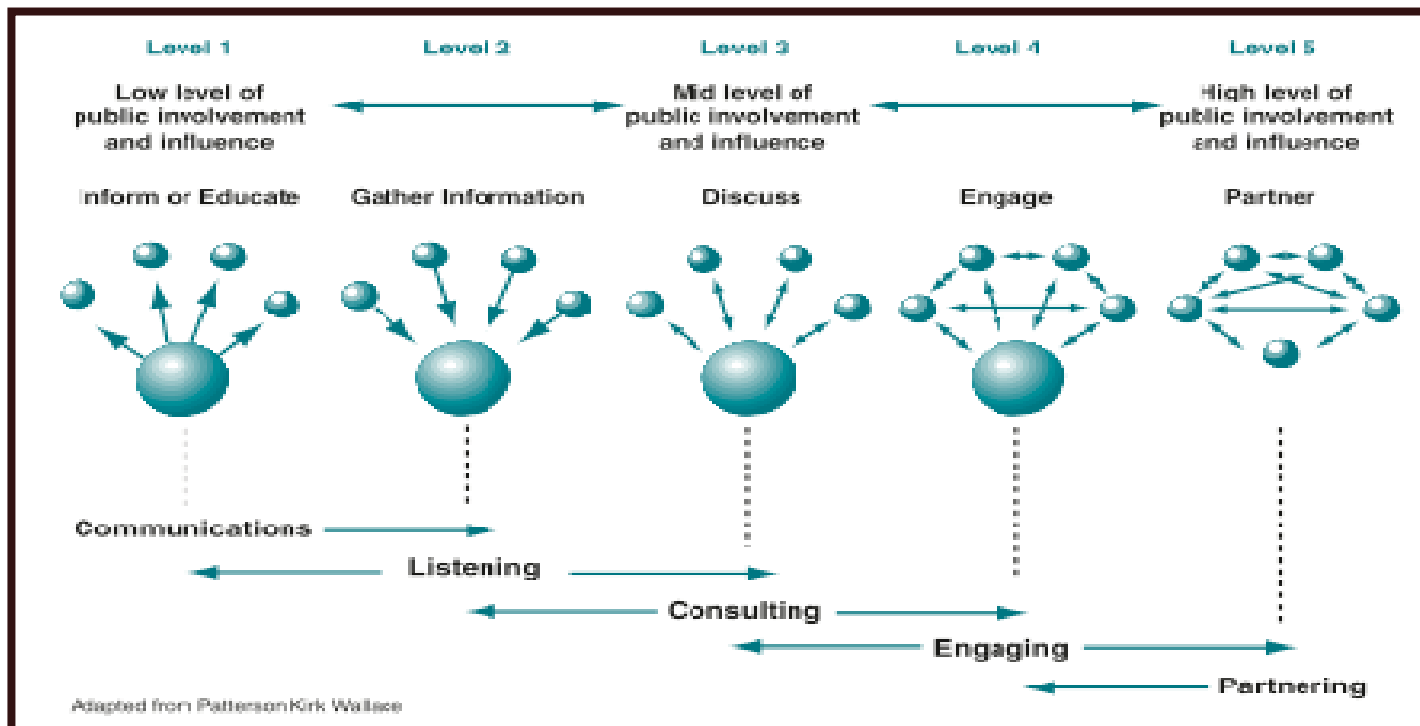 Level 1 Level 2 Level 3 Level 4 Level 5
Low level of
public involvement
and influence
Mid level of
public involvement
and influence
High level of
public involvement
and influence
Inform or Educate Gather Information Discuss Engage Partner
Communications
Listening
Consulting
Engaging
Partnering
Adapted from Patterson Kirk Wallace